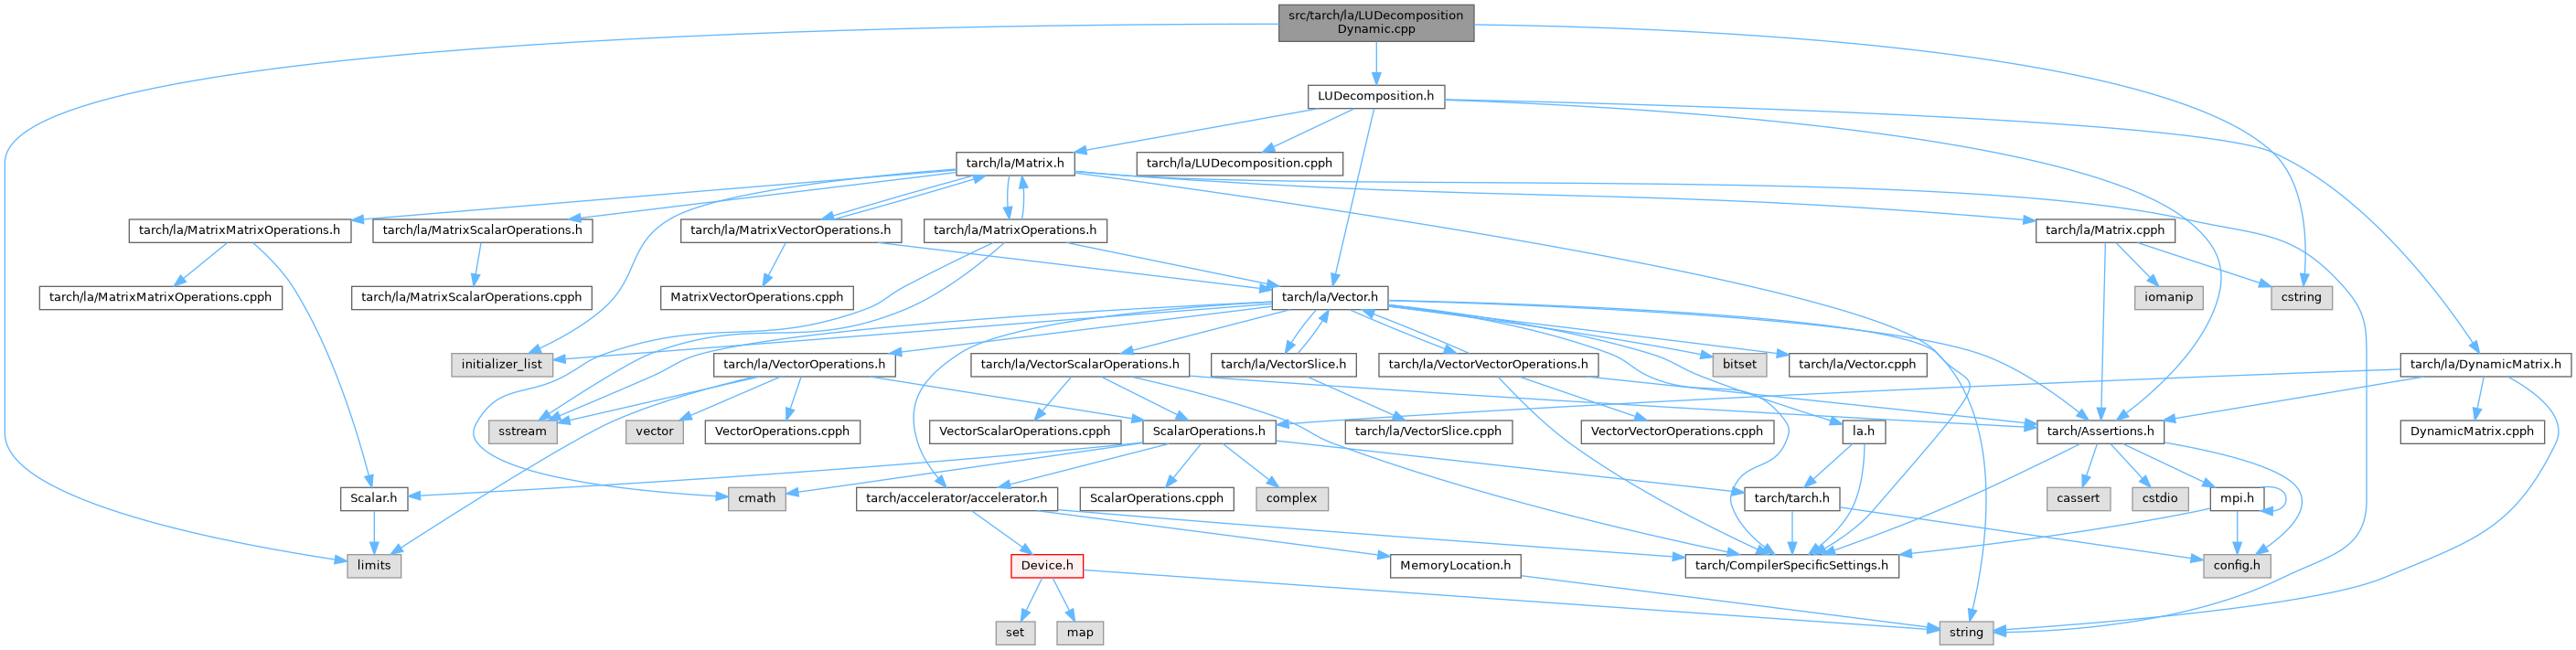 src/tarch/la/LUDecomposition
Dynamic.cpp
LUDecomposition.h
tarch/la/Matrix.h
tarch/la/LUDecomposition.cpph
tarch/la/MatrixMatrixOperations.h
tarch/la/MatrixScalarOperations.h
tarch/la/MatrixVectorOperations.h
tarch/la/MatrixOperations.h
tarch/la/Matrix.cpph
tarch/la/MatrixMatrixOperations.cpph
tarch/la/MatrixScalarOperations.cpph
MatrixVectorOperations.cpph
tarch/la/Vector.h
iomanip
cstring
initializer_list
tarch/la/VectorOperations.h
tarch/la/VectorScalarOperations.h
tarch/la/VectorSlice.h
tarch/la/VectorVectorOperations.h
bitset
tarch/la/Vector.cpph
tarch/la/DynamicMatrix.h
sstream
vector
VectorOperations.cpph
VectorScalarOperations.cpph
ScalarOperations.h
tarch/la/VectorSlice.cpph
VectorVectorOperations.cpph
la.h
tarch/Assertions.h
DynamicMatrix.cpph
Scalar.h
cmath
tarch/accelerator/accelerator.h
ScalarOperations.cpph
complex
tarch/tarch.h
cassert
cstdio
mpi.h
limits
Device.h
MemoryLocation.h
tarch/CompilerSpecificSettings.h
config.h
set
map
string